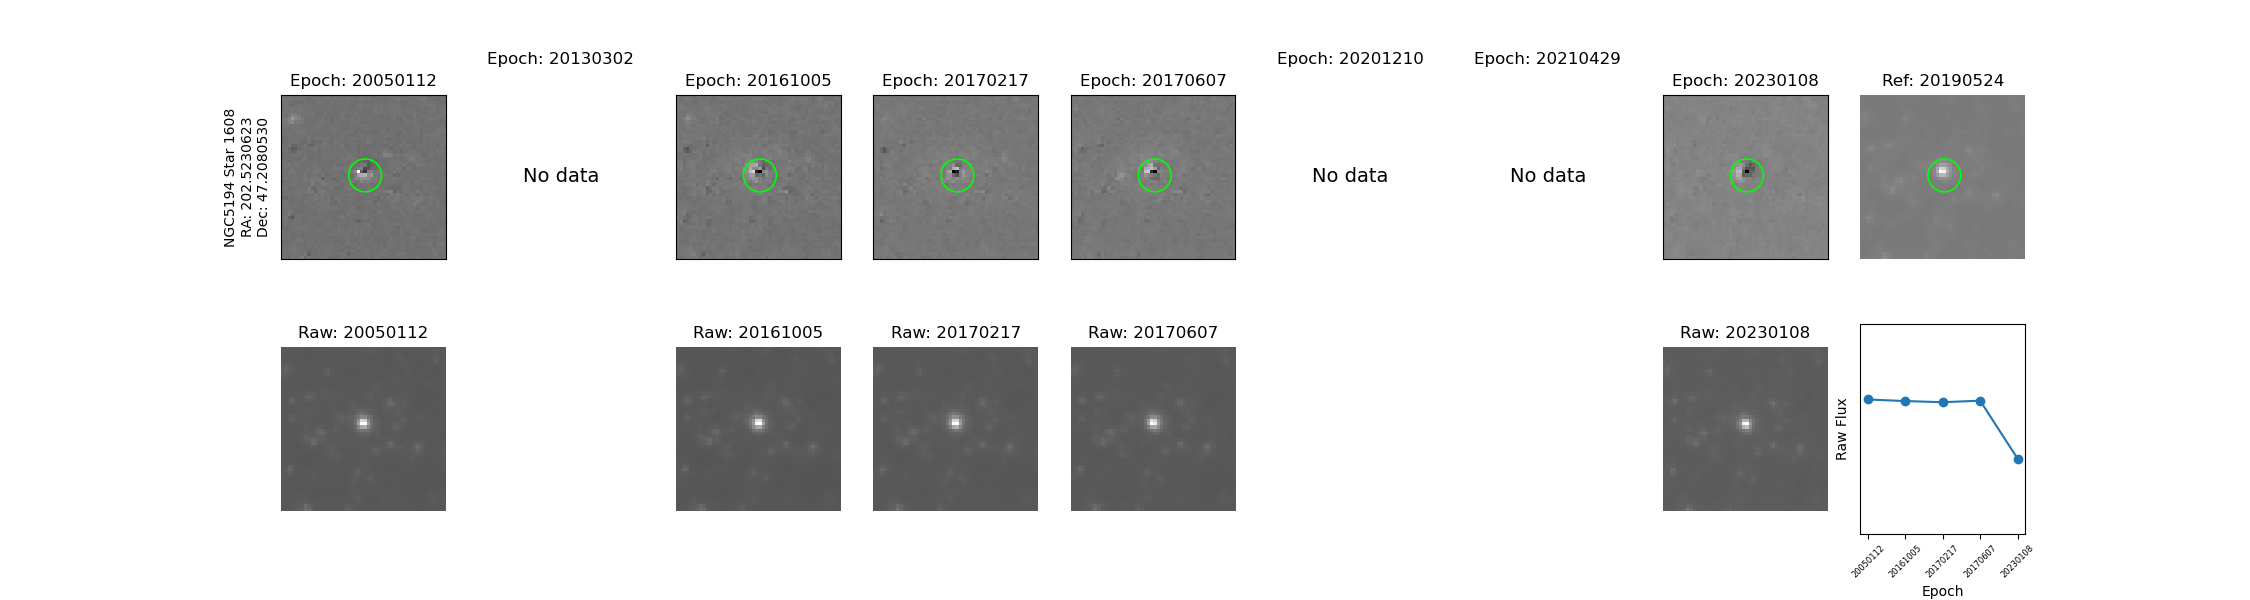 Epoch: 20130302
Epoch: 20201210
Epoch: 20210429
Epoch: 20050112
Epoch: 20161005
Epoch: 20170217
Epoch: 20170607
Epoch: 20230108
Ref: 20190524
NGC5194 Star 1608
RA: 202.5230623
Dec: 47.2080530
No data
No data
No data
Raw: 20050112
Raw: 20161005
Raw: 20170217
Raw: 20170607
Raw: 20230108
Raw Flux
20050112
20161005
20170217
20170607
20230108
Epoch